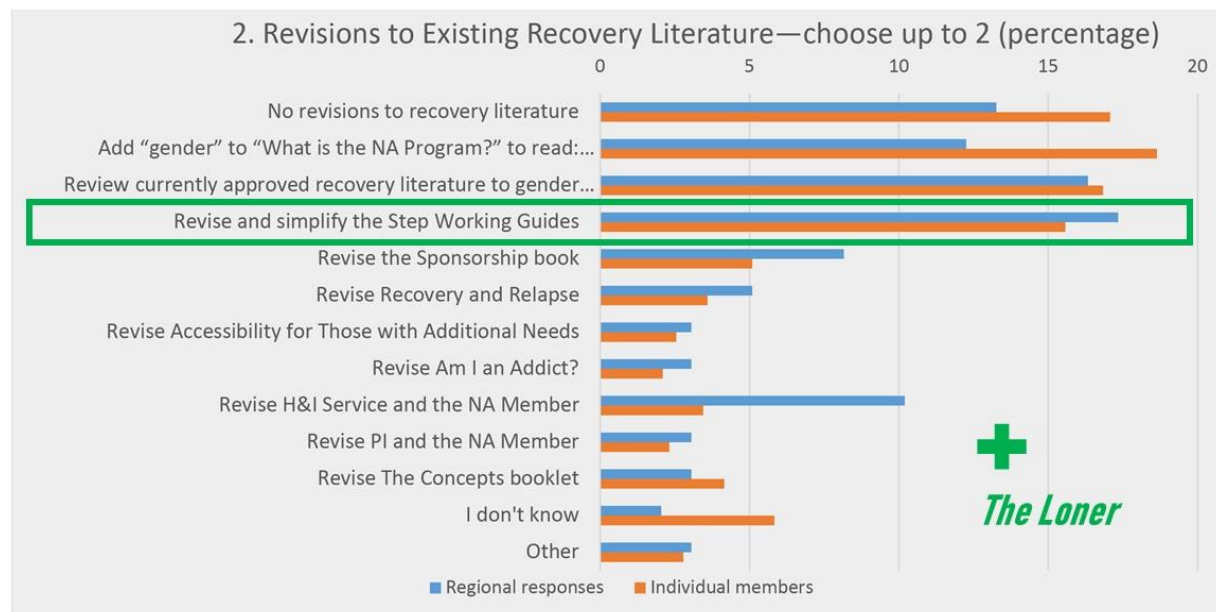 2. Revisions to Existing Recovery Literature—choose up to 2 (percentage)
0 5 10 15 20
No revisions to recovery literature
Add “gender” to “What is the NA Program?” to read:...
Review currently approved recovery literature to gender...
Revise and simplify the Step Working Guides
Revise the Sponsorship book
Revise Recovery and Relapse
Revise Accessibility for Those with Additional Needs
Revise Am I an Addict?
Revise H&I Service and the NA Member
Revise PI and the NA Member
Revise The Concepts booklet
I don't know
Other
The Loner
Regional responses Individual members